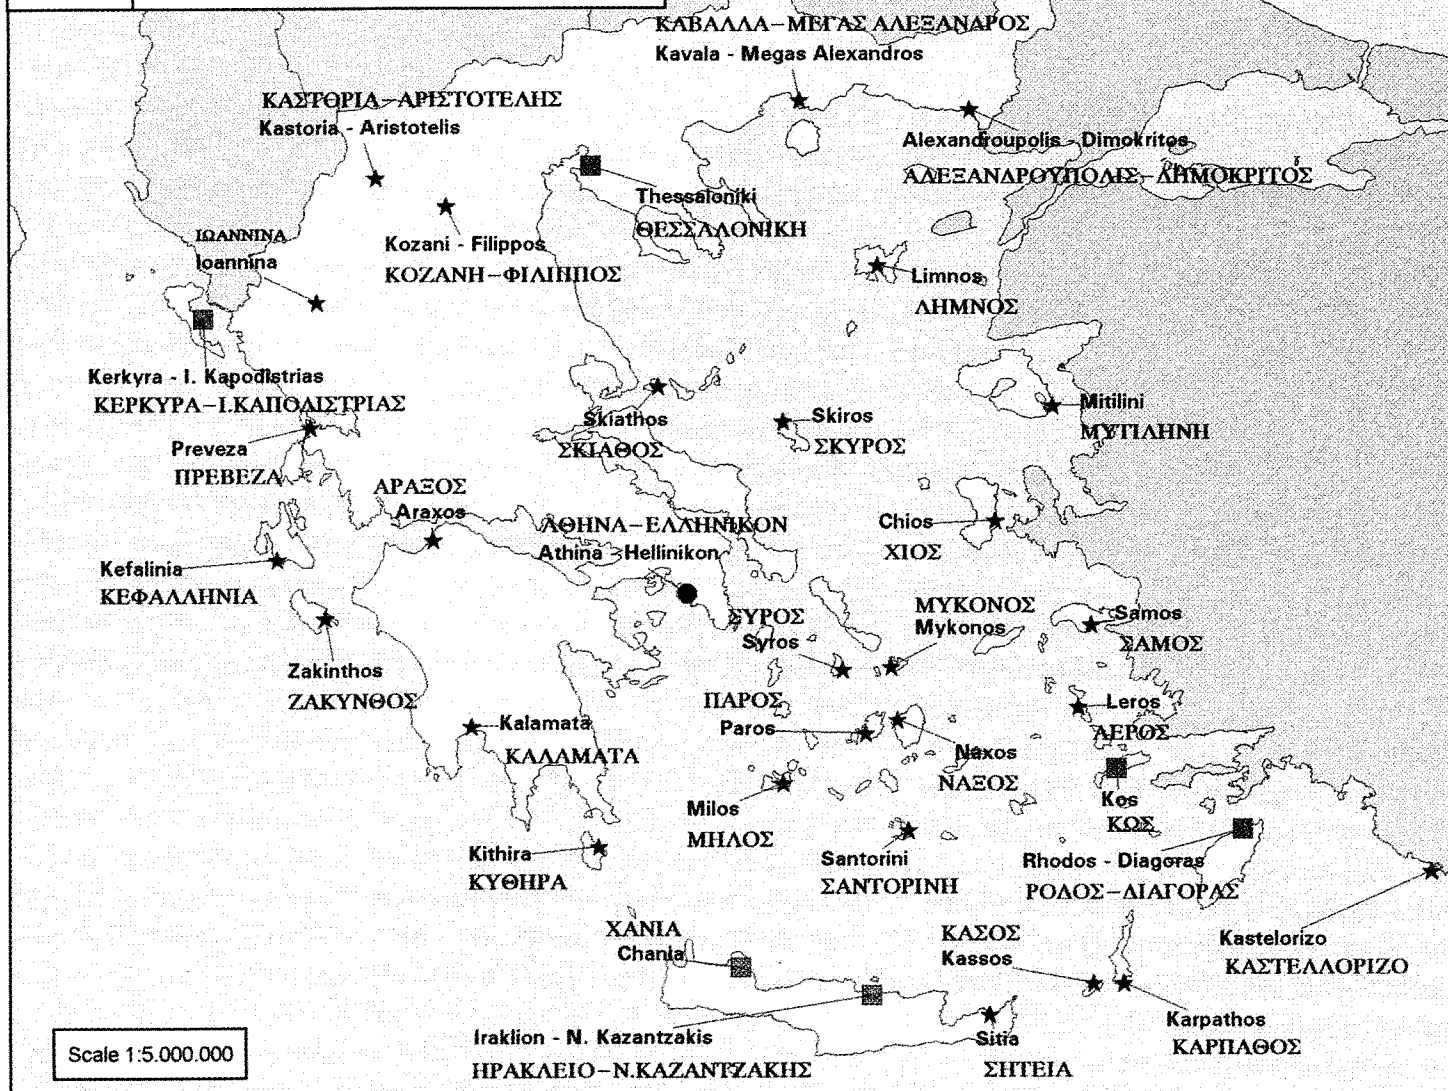 ΚΑΒΑΛΛΑ-ΜΕΓΑΣ ΑΛΕΞΑΝΔΡΟΣ
Kavala - Megas Alexandros
ΚΑΣΤΟΡΙΑ-ΑΡΙΣΤΟΤΕΛΗΣ
Kastoria - Aristotelis
Alexandroupolis - Dimokritos
ΑΛΕΞΑΝΔΡΟΥΠΟΛΙΣ-ΔΗΜΟΚΡΙΤΟΣ
Thessaloniki
ΘΕΣΣΑΛΟΝΙΚΗ
ΙΩΑΝΝΙΝΑ
Ioannina
Kozani - Filippos
ΚΟΖΑΝΗ-ΦΙΛΙΠΠΟΣ
Limnos
ΛΗΜΝΟΣ
Kerkyra - I. Kapodistrias
ΚΕΡΚΥΡΑ-Ι.ΚΑΠΟΔΙΣΤΡΙΑΣ
Skiathos
ΣΚΙΑΘΟΣ
Skiros
ΣΚΥΡΟΣ
Mitilini
ΜΥΤΙΛΗΝΗ
Preveza
ΠΡΕΒΕΖΑ
ΑΡΑΞΟΣ
Araxos
ΑΘΗΝΑ-ΕΛΛΗΝΙΚΟΝ
Athina - Hellinikon
Chios
ΧΙΟΣ
Kefalinia
ΚΕΦΑΛΛΗΝΙΑ
ΣΥΡΟΣ
Syros
ΜΥΚΟΝΟΣ
Mykonos
Samos
ΣΑΜΟΣ
Zakinthos
ΖΑΚΥΝΘΟΣ
ΠΑΡΟΣ
Paros
Leros
ΛΕΡΟΣ
Kalamata
ΚΑΛΑΜΑΤΑ
Naxos
ΝΑΞΟΣ
Milos
ΜΗΛΟΣ
Kos
ΚΩΣ
Kithira
ΚΥΘΗΡΑ
Santorini
ΣΑΝΤΟΡΙΝΗ
Rhodos - Diagoras
ΡΟΔΟΣ-ΔΙΑΓΟΡΑΣ
ΧΑΝΙΑ
Chania
ΚΑΣΟΣ
Kassos
Kastelorizo
ΚΑΣΤΕΛΛΟΡΙΖΟ
Iraklion - N. Kazantzakis
ΗΡΑΚΛΕΙΟ-Ν.ΚΑΖΑΝΤΖΑΚΗΣ
Sitia
ΣΗΤΕΙΑ
Karpathos
ΚΑΡΠΑΘΟΣ
Scale 1:5.000.000